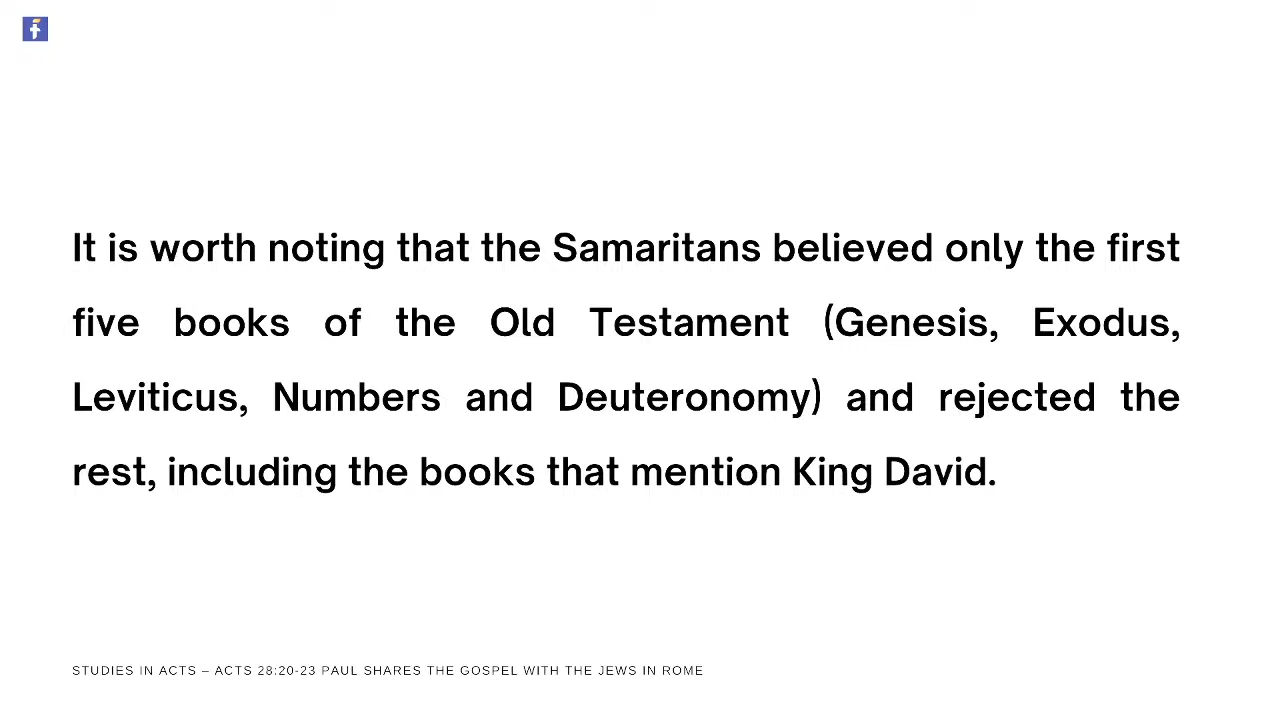 It is worth noting that the Samaritans believed only the first
five books of the Old Testament (Genesis, Exodus,
Leviticus, Numbers and Deuteronomy) and rejected the
rest, including the books that mention King David.
STUDIES IN ACTS – ACTS 28:20-23 PAUL SHARES THE GOSPEL WITH THE JEWS IN ROME